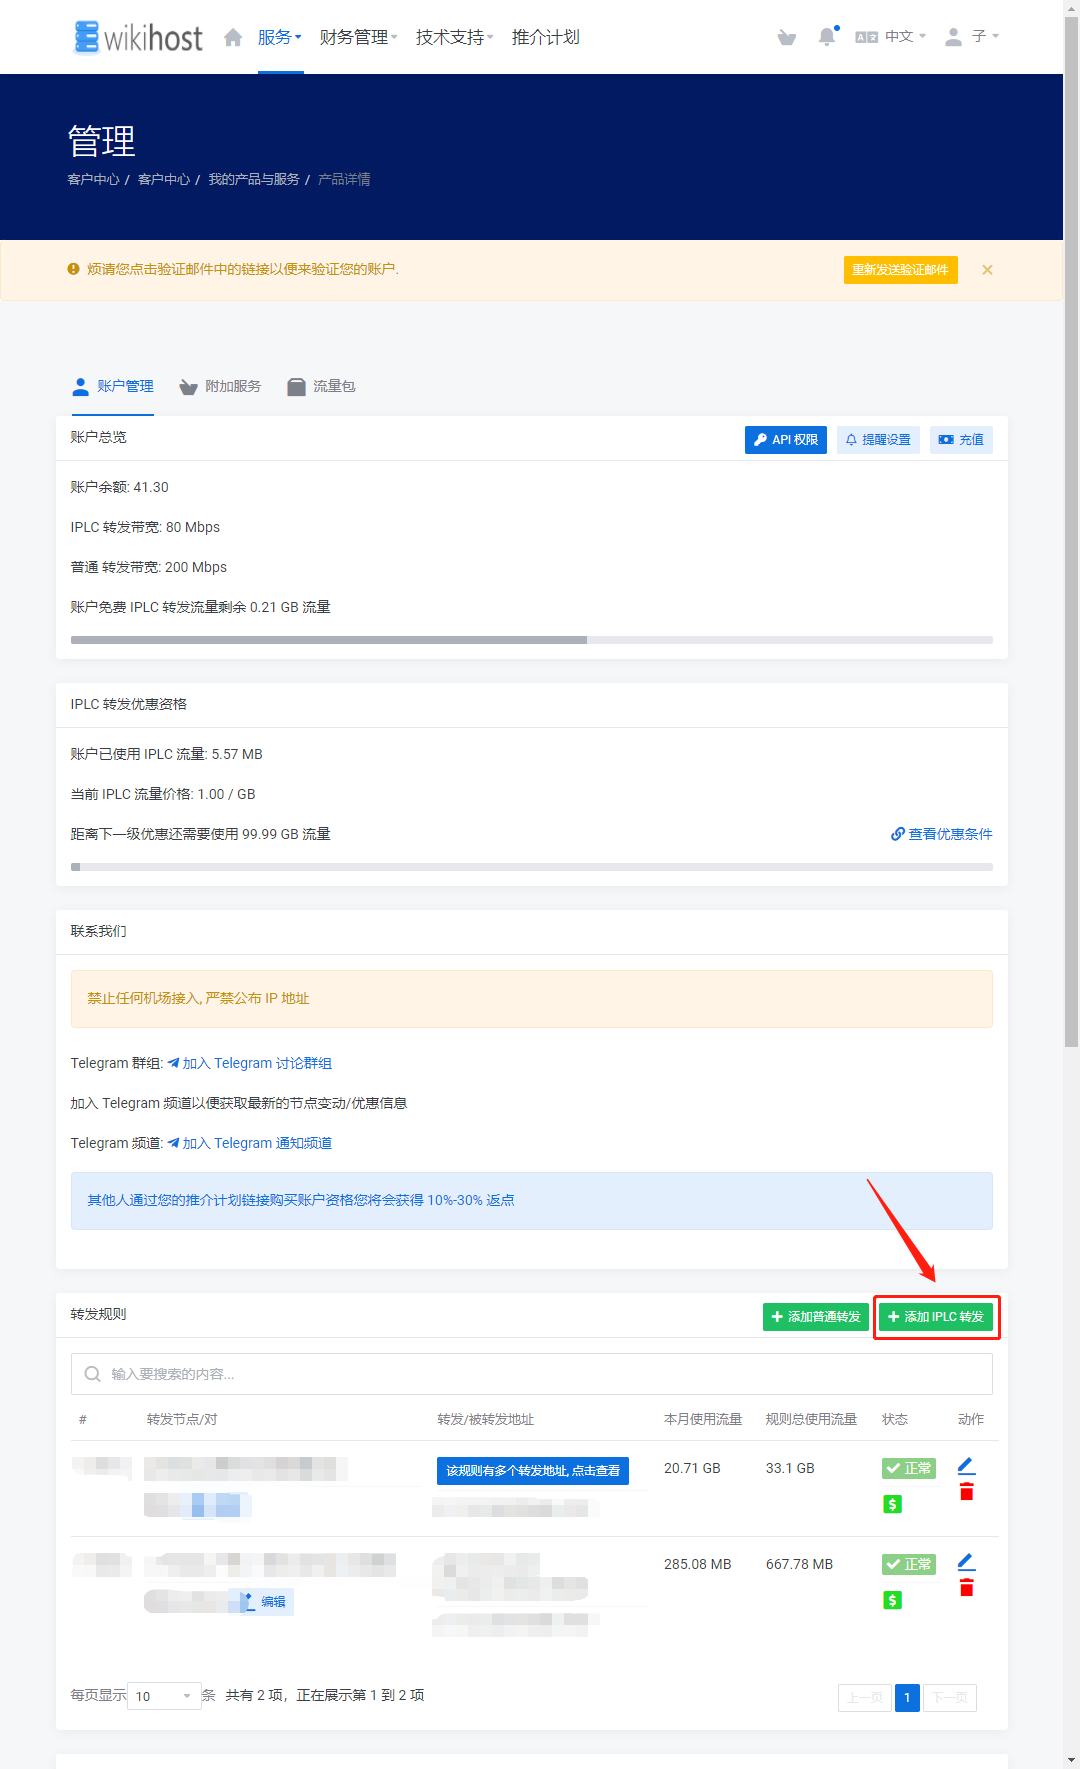 wikihost 服务 财务管理 技术支持 推介计划 中文 子
管理
客户中心 / 客户中心 / 我的产品与服务 / 产品详情
烦请您点击验证邮件中的链接以便来验证您的账户. 重新发送验证邮件 ×
账户管理 附加服务 流量包
账户总览 API 权限 提醒设置 充值
账户余额: 41.30
IPLC 转发带宽: 80 Mbps
普通 转发带宽: 200 Mbps
账户免费 IPLC 转发流量剩余 0.21 GB 流量
IPLC 转发优惠资格
账户已使用 IPLC 流量: 5.57 MB
当前 IPLC 流量价格: 1.00 / GB
距离下一级优惠还需要使用 99.99 GB 流量 查看优惠条件
联系我们
禁止任何机场接入, 严禁公布 IP 地址
Telegram 群组: 加入 Telegram 讨论群组
加入 Telegram 频道以便获取最新的节点变动/优惠信息
Telegram 频道: 加入 Telegram 通知频道
其他人通过您的推介计划链接购买账户资格您将会获得 10%-30% 返点
转发规则 + 添加普通转发 + 添加 IPLC 转发
输入要搜索的内容...
# 转发节点/对 转发/被转发地址 本月使用流量 规则总使用流量 状态 动作
该规则有多个转发地址, 点击查看 20.71 GB 33.1 GB 正常
$
285.08 MB 667.78 MB 正常
编辑 $
每页显示 10 条 共有 2 项，正在展示第 1 到 2 项 上一页 1 下一页